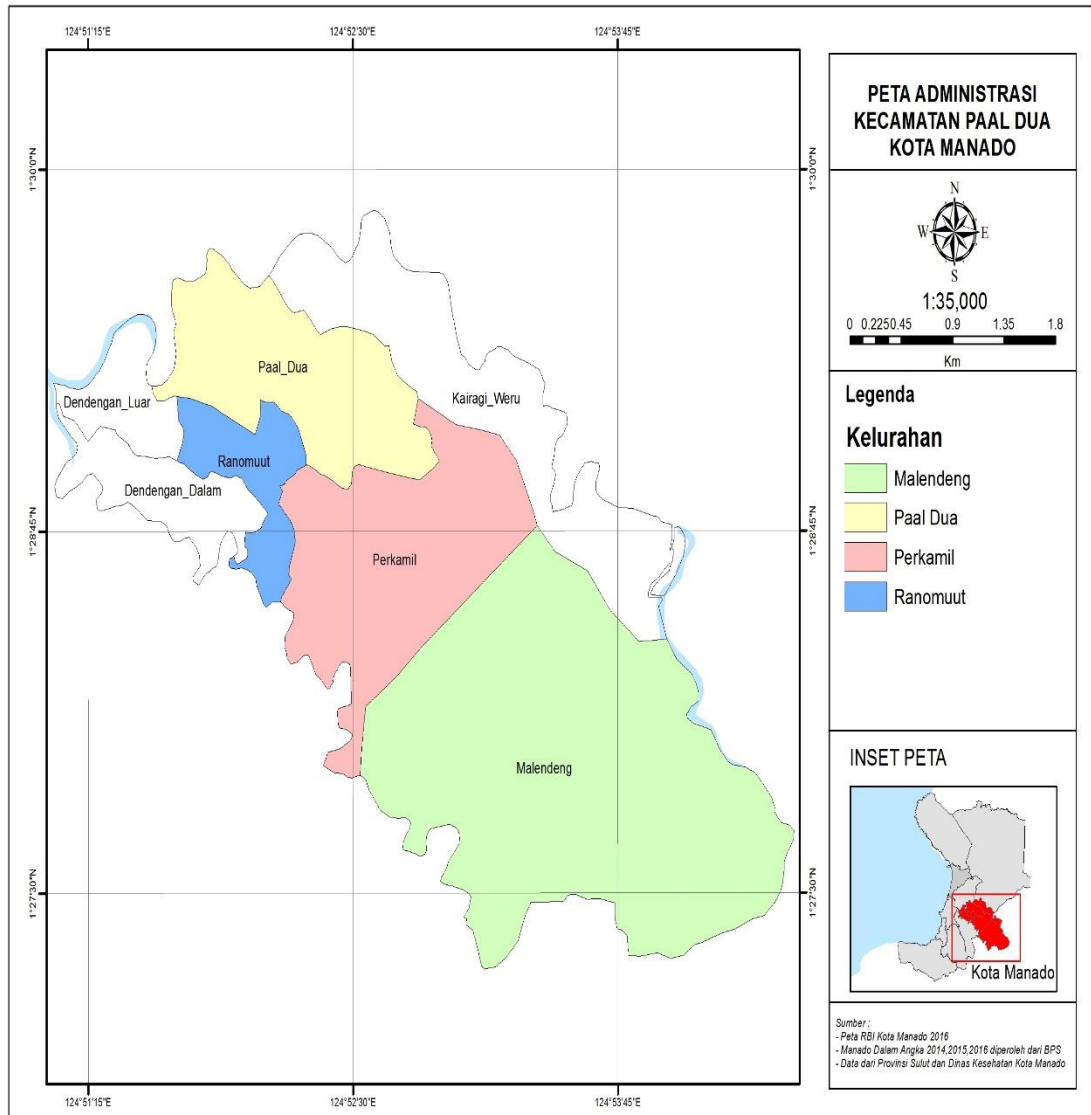 124°51'15"E
124°52'30"E
124°53'45"E
1°30'0"N
1°30'0"N
Paal_Dua
Dendengan_Luar
Kairagi_Weru
Ranomuut
Dendengan_Dalam
1°28'45"N
1°28'45"N
Perkamil
Malendeng
1°27'30"N
1°27'30"N
124°51'15"E
124°52'30"E
124°53'45"E
PETA ADMINISTRASI
KECAMATAN PAAL DUA
KOTA MANADO
N
W
E
S
1:35,000
0 0.2250.45 0.9 1.35 1.8
Km
Legenda
Kelurahan
Malendeng
Paal Dua
Perkamil
Ranomuut
INSET PETA
Kota Manado
Sumber :
- Peta RBI Kota Manado 2016
- Manado Dalam Angka 2014,2015,2016 diperoleh dari BPS
- Data dari Provinsi Sulut dan Dinas Kesehatan Kota Manado